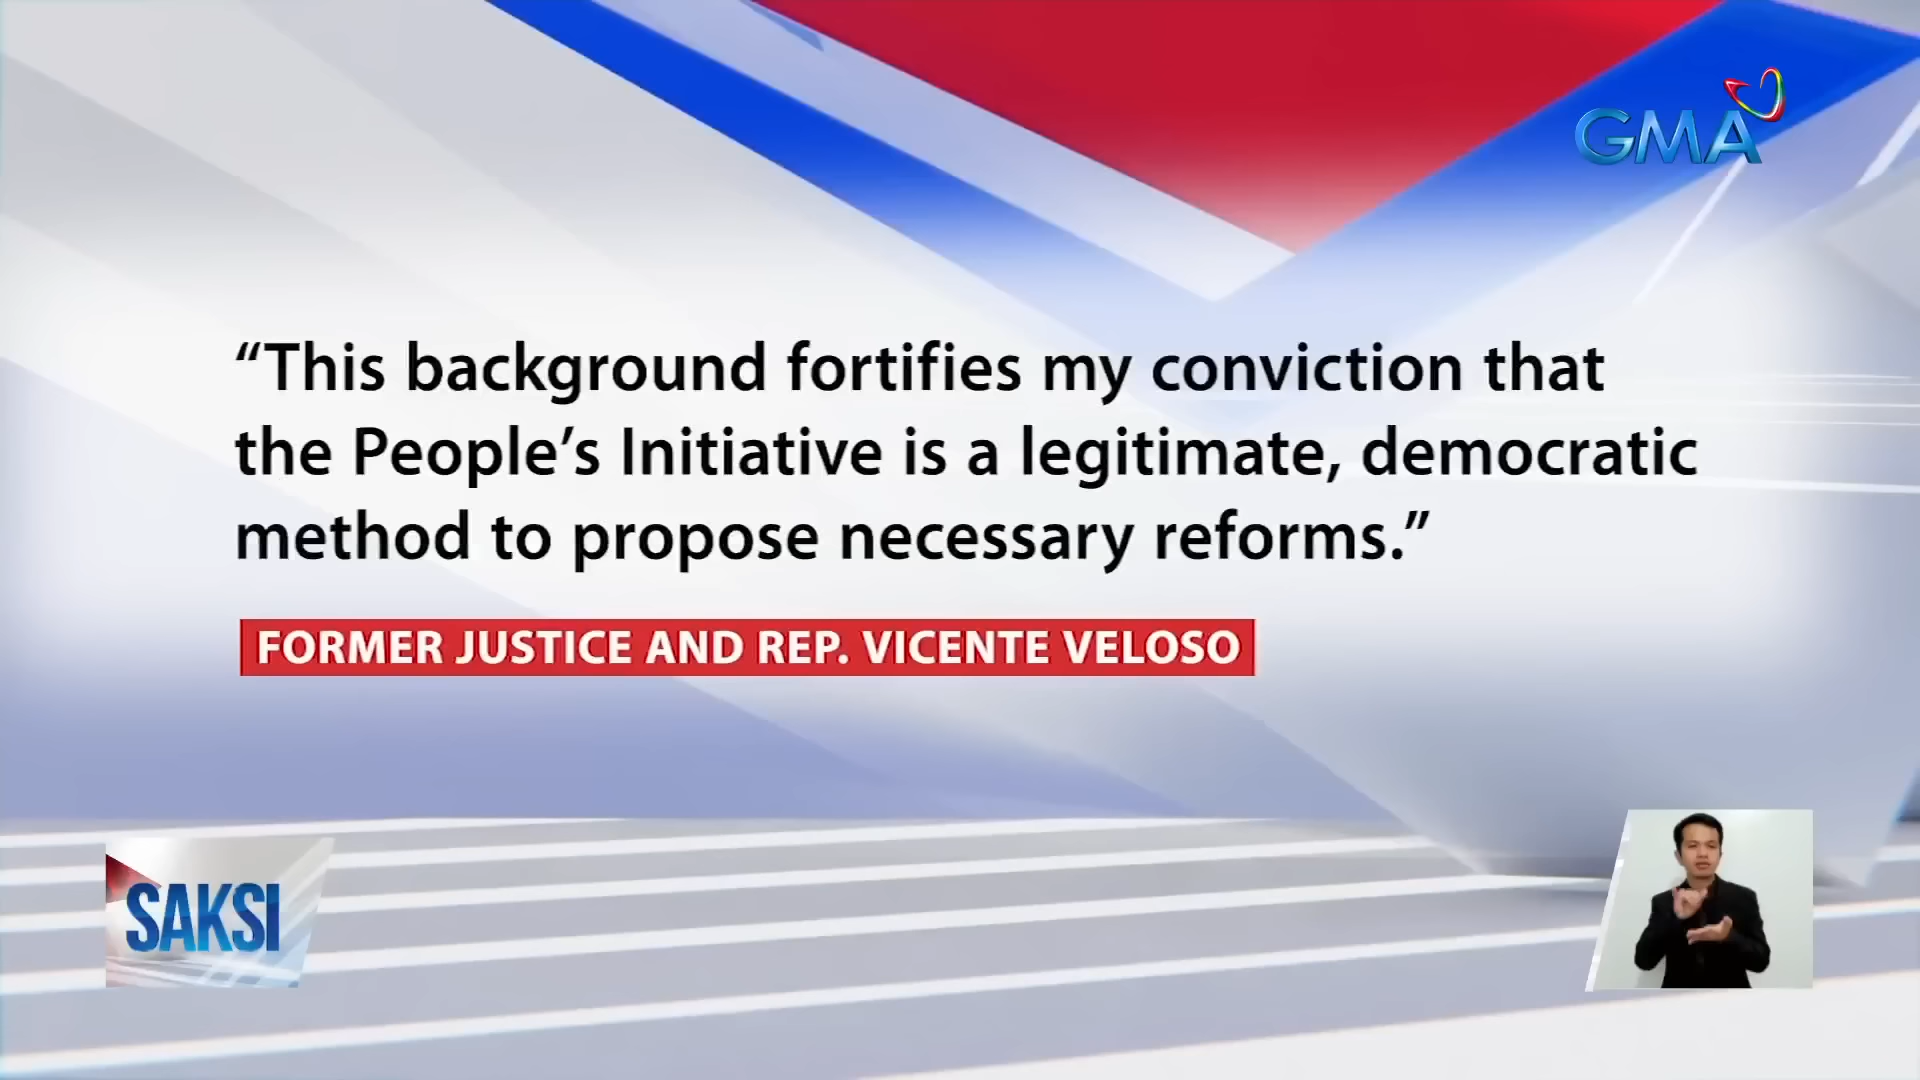 GMA
“This background fortifies my conviction that
the People’s Initiative is a legitimate, democratic
method to propose necessary reforms.”
FORMER JUSTICE AND REP. VICENTE VELOSO
SAKSI